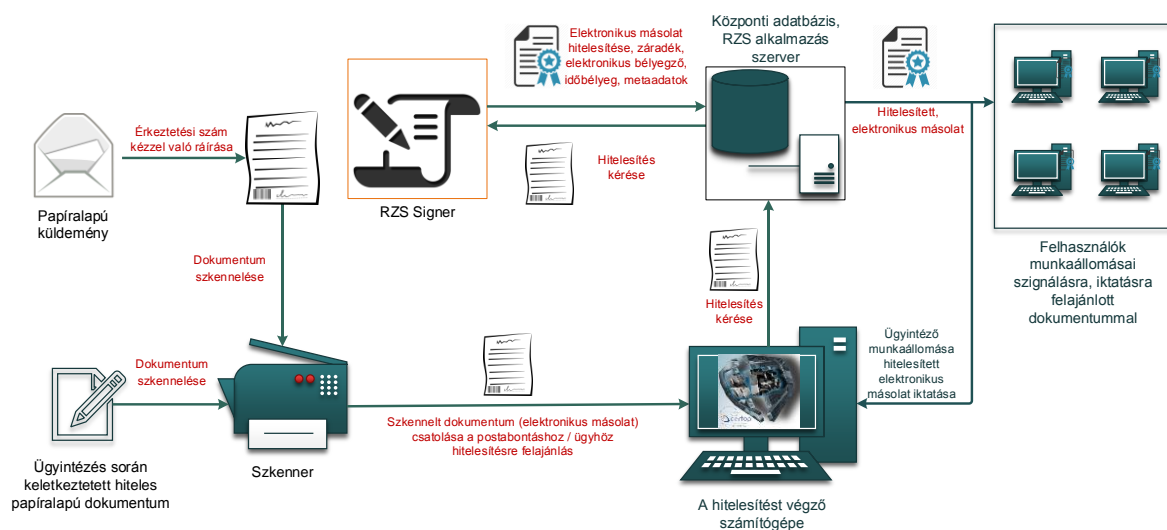 Elektronikus másolat
hitelesítése, záradék,
elektronikus bélyegző,
időbélyeg, metaadatok
Központi adatbázis,
RZS alkalmazás
szerver
Hitelesített,
elektronikus másolat
Érkeztetési szám
kézzel való ráírása
Hitelesítés
kérése
Papíralapú
küldemény
RZS Signer
Felhasználók
munkaállomásai
szignálásra, iktatásra
felajánlott
dokumentummal
Dokumentum
szkennelése
Hitelesítés
kérése
Ügyintéző
munkaállomása
hitelesített
elektronikus
másolat iktatása
Dokumentum
szkennelése
certop
Szkennelt dokumentum (elektronikus másolat)
csatolása a postabontáshoz / ügyhöz
hitelesítésre felajánlás
Szkenner
Ügyintézés során
keletkeztetett hiteles
papíralapú dokumentum
A hitelesítést végző
számítógépe